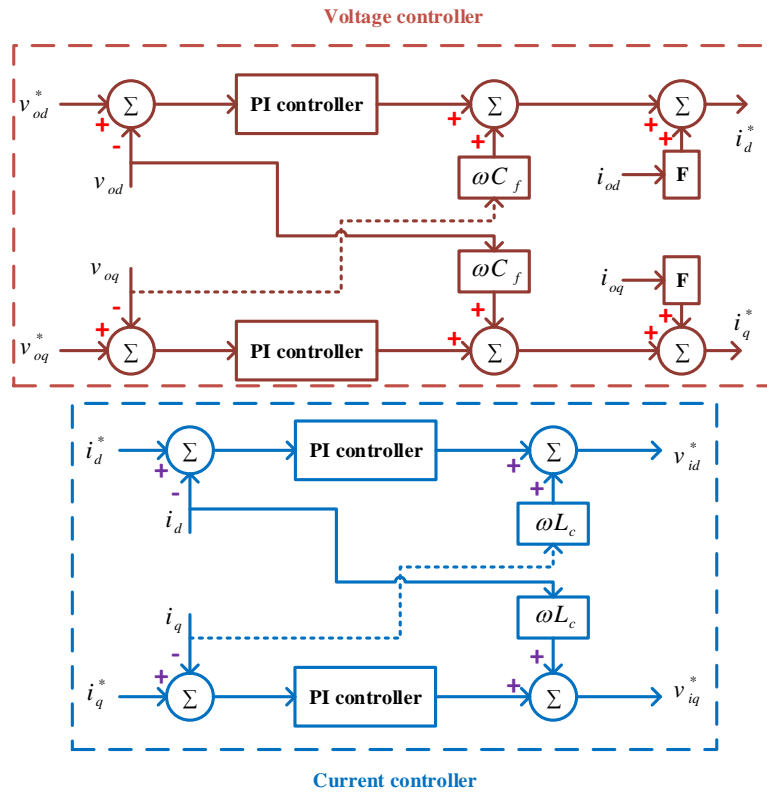 Voltage controller
v*od
+
-
Σ
PI controller
+
Σ
+
+
Σ
+
i*d
vod
ωCf
iod
F
voq
ωCf
ioq
F
v*oq
+
-
Σ
PI controller
+
+
Σ
+
+
Σ
i*q
i*d
Σ
+
-
PI controller
Σ
+
+
v*id
id
ωLc
iq
ωLc
i*q
+
-
Σ
PI controller
+
+
Σ
v*iq
Current controller